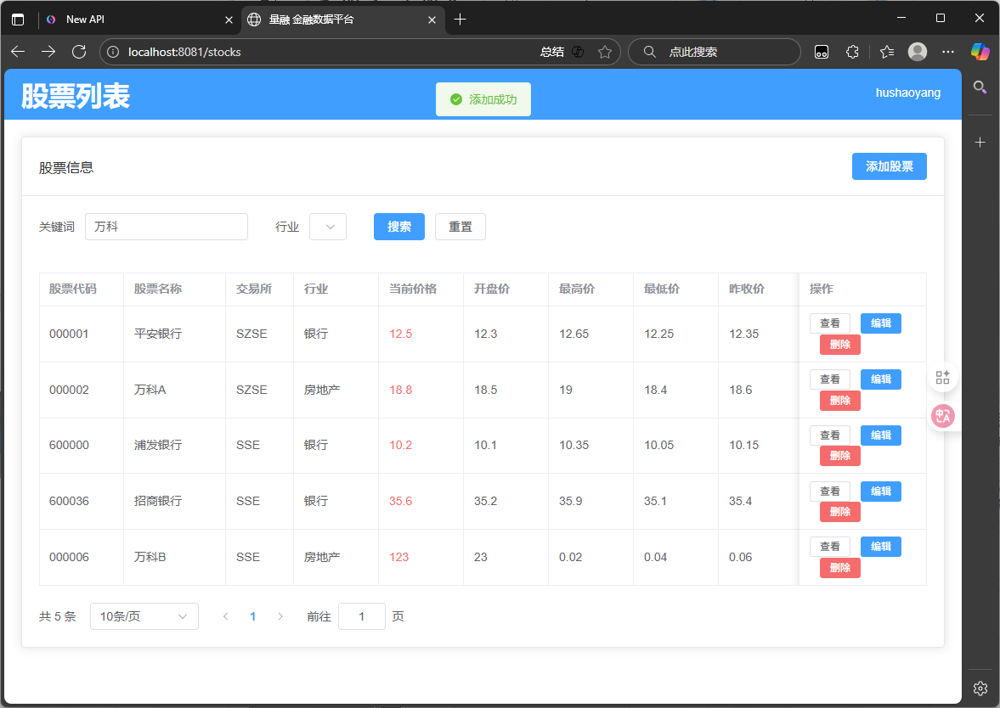 New API
量融 金融数据平台
localhost:8081/stocks
总结
点此搜索
股票列表
添加成功
hushaoyang
股票信息
添加股票
关键词 万科 行业 搜索 重置
股票代码 股票名称 交易所 行业 当前价格 开盘价 最高价 最低价 昨收价 操作
000001 平安银行 SZSE 银行 12.5 12.3 12.65 12.25 12.35 查看 编辑
删除
000002 万科A SZSE 房地产 18.8 18.5 19 18.4 18.6 查看 编辑
删除
600000 浦发银行 SSE 银行 10.2 10.1 10.35 10.05 10.15 查看 编辑
删除
600036 招商银行 SSE 银行 35.6 35.2 35.9 35.1 35.4 查看 编辑
删除
000006 万科B SSE 房地产 123 23 0.02 0.04 0.06 查看 编辑
删除
共 5 条 10条/页 1 前往 1 页